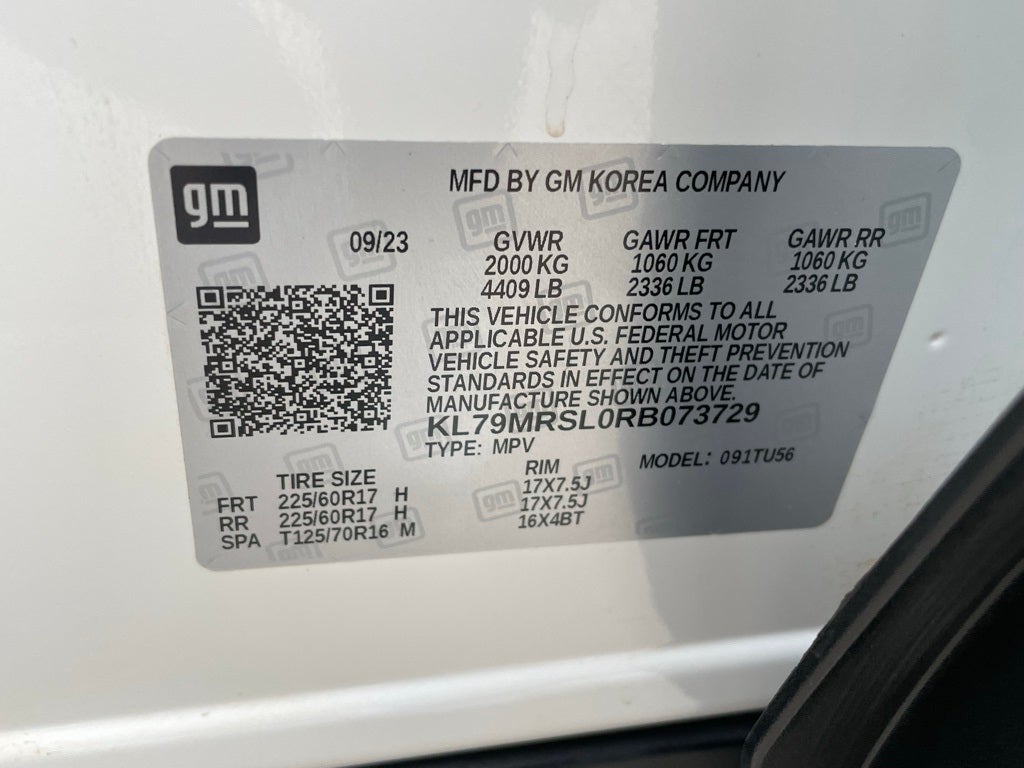 gm
MFD BY GM KOREA COMPANY
09/23 GVWR GAWR FRT GAWR RR
2000 KG 1060 KG 1060 KG
4409 LB 2336 LB 2336 LB
THIS VEHICLE CONFORMS TO ALL
APPLICABLE U.S. FEDERAL MOTOR
VEHICLE SAFETY AND THEFT PREVENTION
STANDARDS IN EFFECT ON THE DATE OF
MANUFACTURE SHOWN ABOVE.
KL79MRSL0RB073729
TYPE: MPV MODEL: 091TU56
TIRE SIZE RIM
FRT 225/60R17 H 17X7.5J
RR 225/60R17 H 17X7.5J
SPA T125/70R16 M 16X4BT